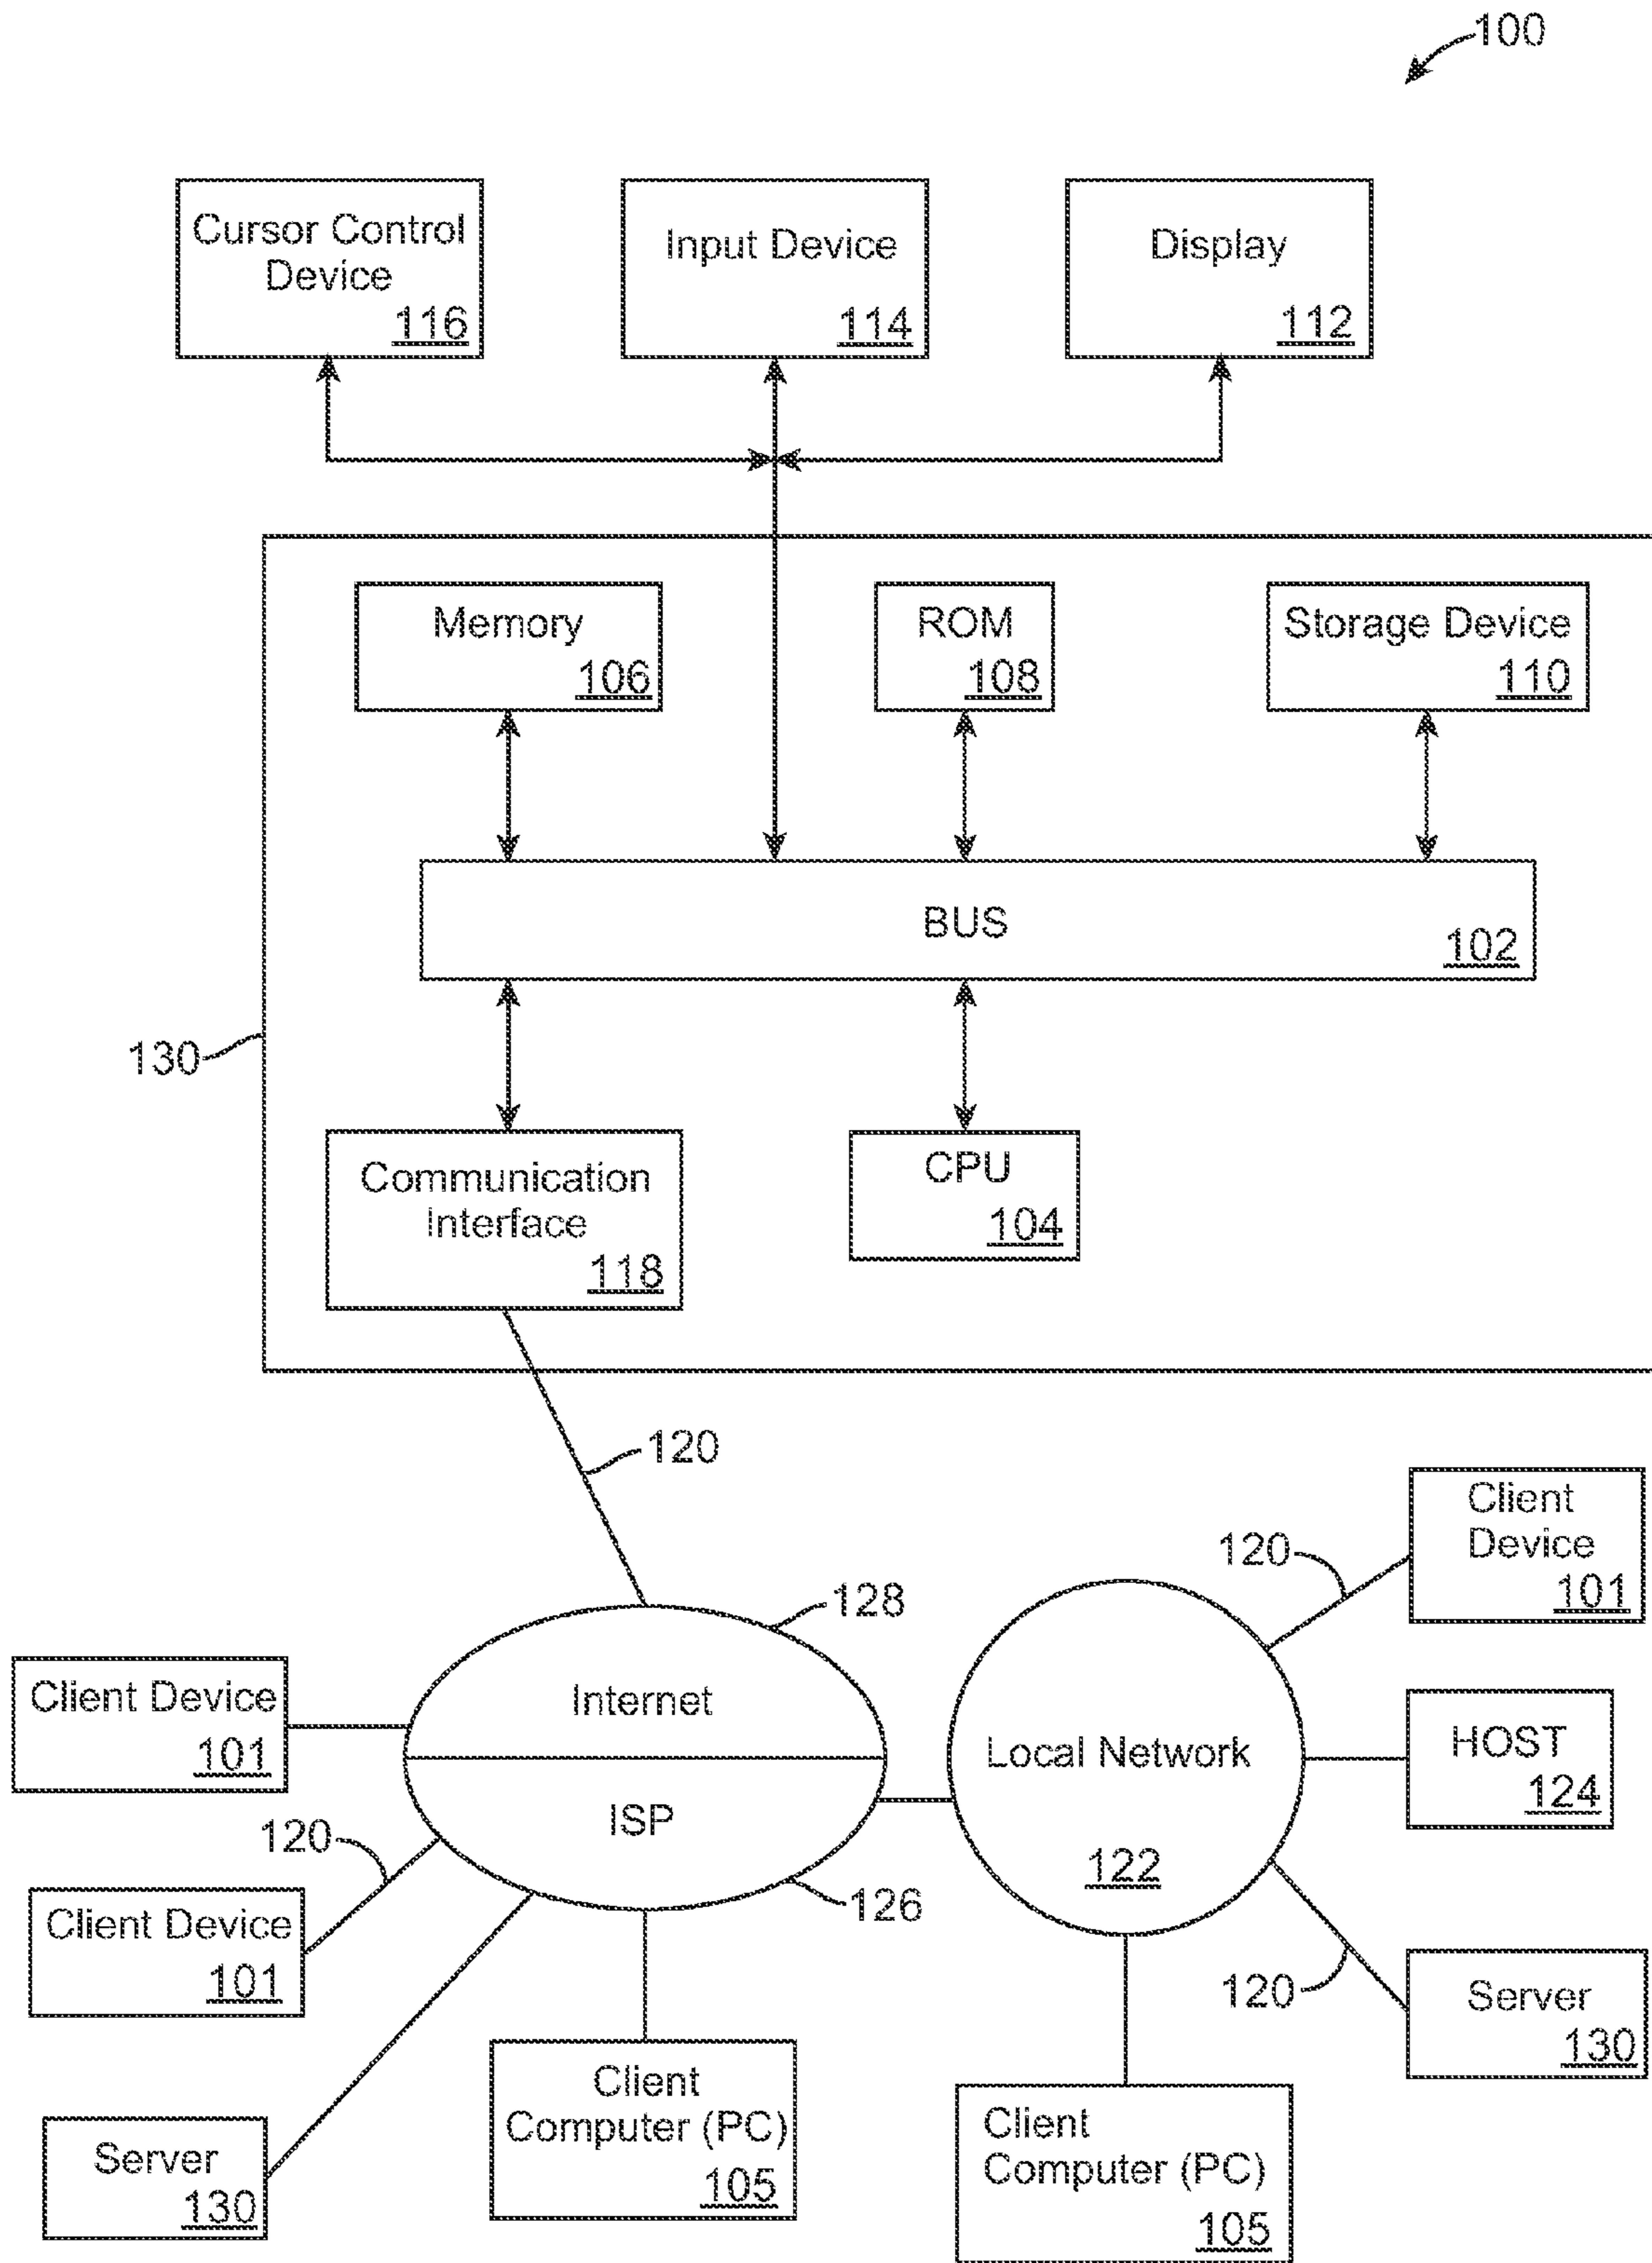 100
Cursor Control
Device
116
Input Device
114
Display
112
Memory
106
ROM
108
Storage Device
110
BUS
102
130
Communication
Interface
118
CPU
104
120
Client
Device
101
120
128
Internet
Client Device
101
Local Network
122
HOST
124
ISP
120
126
Client Device
101
120
Server
130
Client
Computer (PC)
105
Client
Computer (PC)
105
Server
130